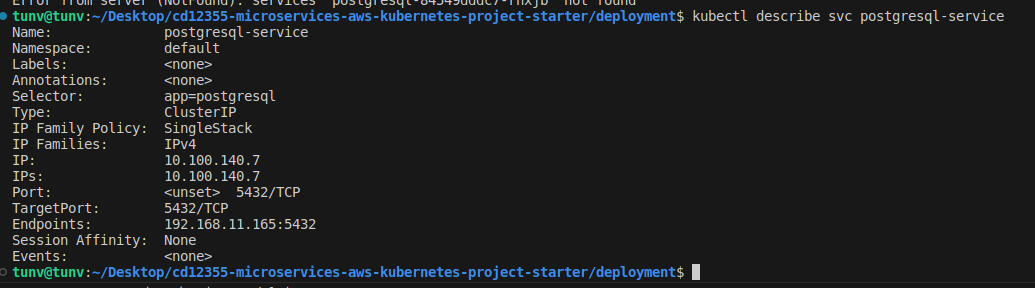 Error from server (NotFound): services "postgresql-84549dddc7-fnxjb" not found
tunv@tunv:~/Desktop/cd12355-microservices-aws-kubernetes-project-starter/deployment$ kubectl describe svc postgresql-service
Name:              postgresql-service
Namespace:         default
Labels:            <none>
Annotations:       <none>
Selector:          app=postgresql
Type:              ClusterIP
IP Family Policy:  SingleStack
IP Families:       IPv4
IP:                10.100.140.7
IPs:               10.100.140.7
Port:              <unset>  5432/TCP
TargetPort:        5432/TCP
Endpoints:         192.168.11.165:5432
Session Affinity:  None
Events:            <none>
tunv@tunv:~/Desktop/cd12355-microservices-aws-kubernetes-project-starter/deployment$